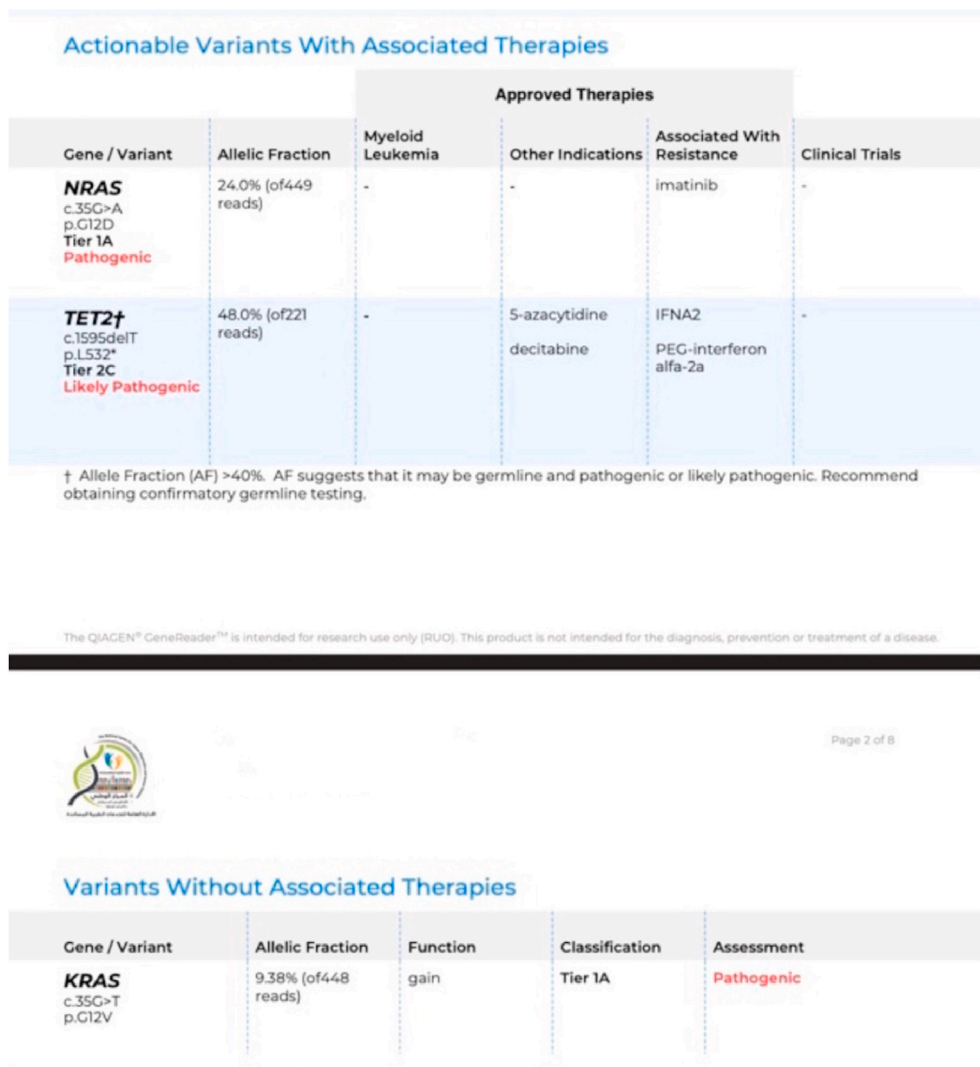 Actionable Variants With Associated Therapies
Approved Therapies
Gene / Variant
Allelic Fraction
Myeloid
Leukemia
Other Indications
Associated With
Resistance
Clinical Trials
NRAS
c.35G>A
p.G12D
Tier 1A
Pathogenic
24.0% (of449
reads)
-
-
imatinib
-
TET2†
c.1595delT
p.L532*
Tier 2C
Likely Pathogenic
48.0% (of221
reads)
-
5-azacytidine
decitabine
IFNA2
PEG-interferon
alfa-2a
-
† Allele Fraction (AF) >40%. AF suggests that it may be germline and pathogenic or likely pathogenic. Recommend
obtaining confirmatory germline testing.
The QIAGEN® GeneReader™ is intended for research use only (RUO). This product is not intended for the diagnosis, prevention or treatment of a disease.
Page 2 of 8
Variants Without Associated Therapies
Gene / Variant
Allelic Fraction
Function
Classification
Assessment
KRAS
c.35G>T
p.G12V
9.38% (of448
reads)
gain
Tier 1A
Pathogenic